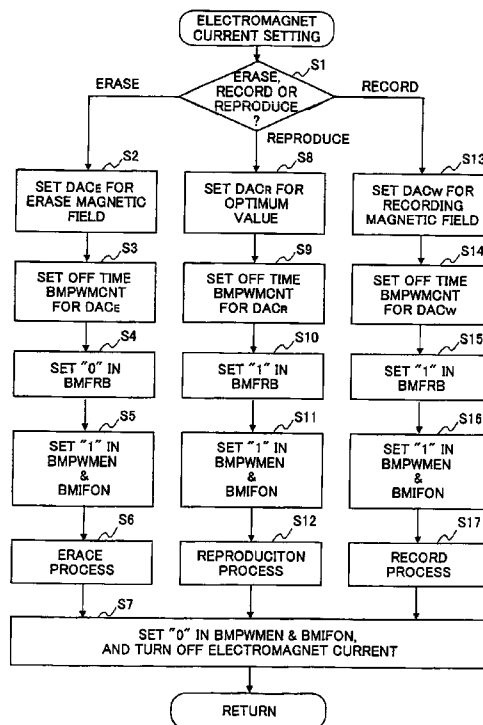 ELECTROMAGNET
CURRENT SETTING
S1
ERASE,
RECORD OR
REPRODUCE
?
ERASE
RECORD
REPRODUCE
S2
SET DACE FOR
ERASE MAGNETIC
FIELD
S3
SET OFF TIME
BMPWMCNT
FOR DACE
S4
SET "0" IN
BMFRB
S5
SET "1" IN
BMPWMEN
&
BMIFON
S6
ERACE
PROCESS
S8
SET DACR FOR
OPTIMUM
VALUE
S9
SET OFF TIME
BMPWMCNT
FOR DACR
S10
SET "1" IN
BMFRB
S11
SET "1" IN
BMPWMEN
&
BMIFON
S12
REPRODUCITON
PROCESS
S13
SET DACW FOR
RECORDING
MAGNETIC FIELD
S14
SET OFF TIME
BMPWMCNT
FOR DACW
S15
SET "1" IN
BMFRB
S16
SET "1" IN
BMPWMEN
&
BMIFON
S17
RECORD
PROCESS
S7
SET "0" IN BMPWMEN & BMIFON,
AND TURN OFF ELECTROMAGNET CURRENT
RETURN